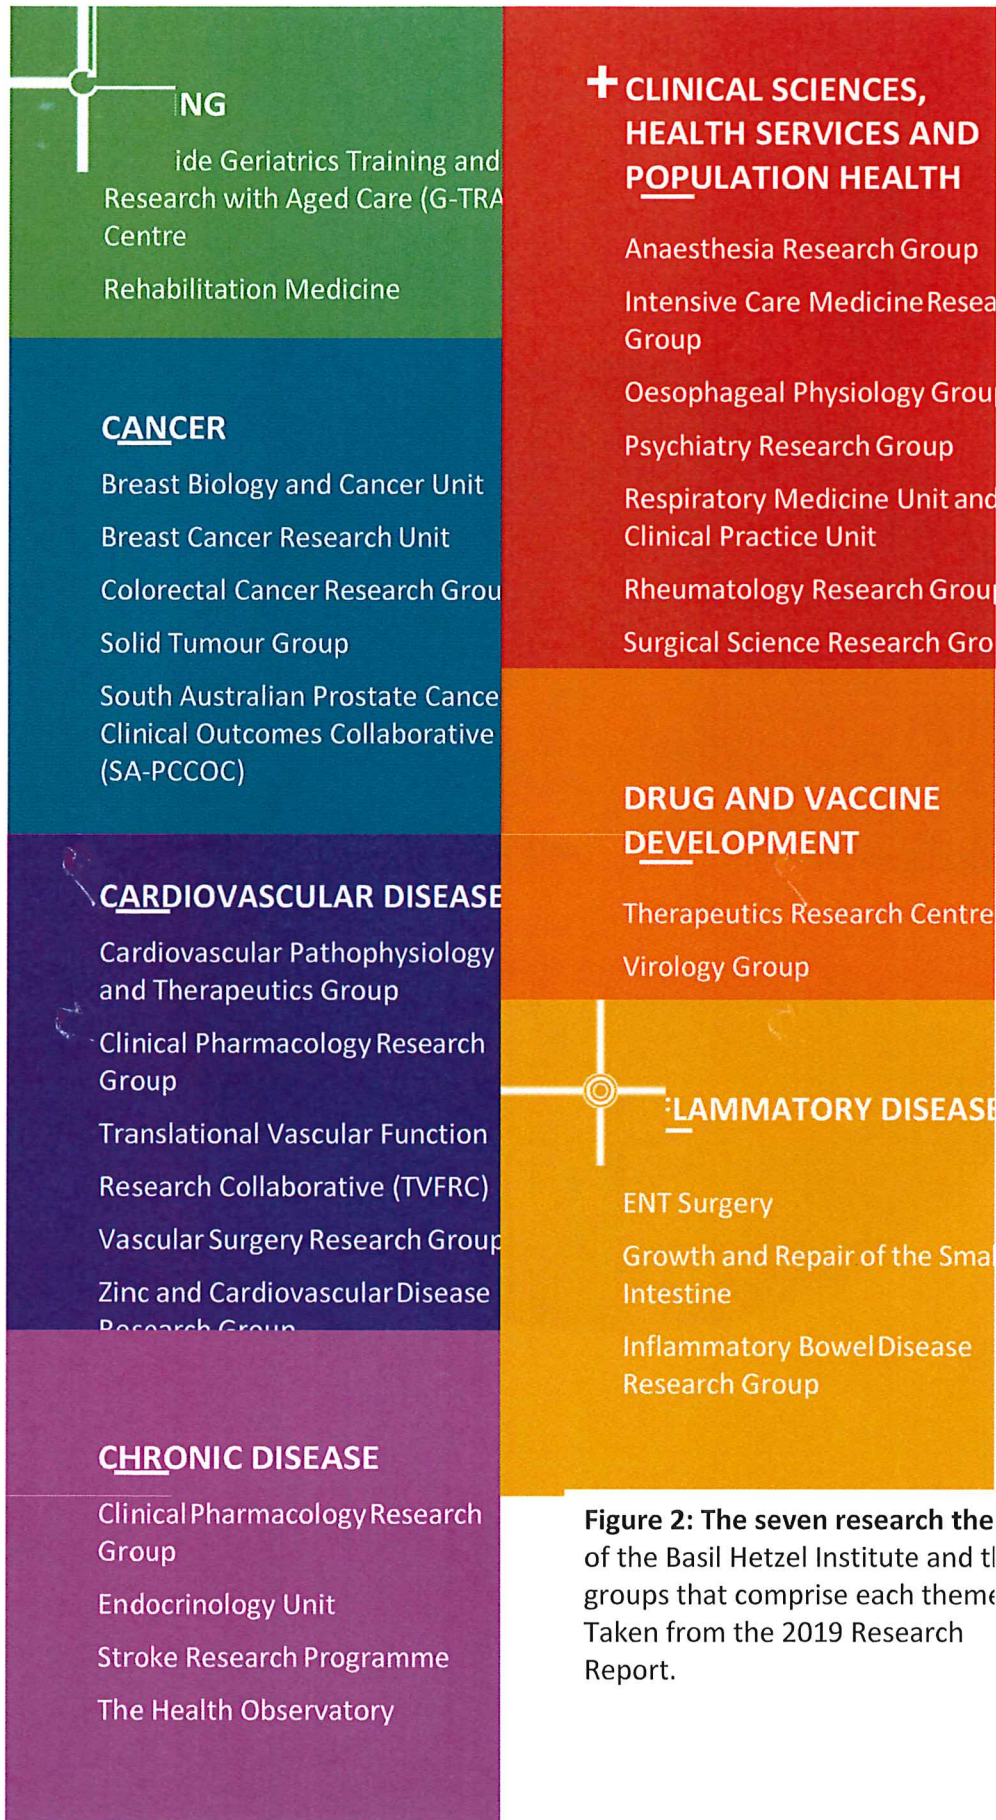 NG
ide Geriatrics Training and
Research with Aged Care (G-TRA
Centre
Rehabilitation Medicine
CANCER
Breast Biology and Cancer Unit
Breast Cancer Research Unit
Colorectal Cancer Research Grou
Solid Tumour Group
South Australian Prostate Cance
Clinical Outcomes Collaborative
(SA-PCCOC)
CARDIOVASCULAR DISEASE
Cardiovascular Pathophysiology
and Therapeutics Group
Clinical Pharmacology Research
Group
Translational Vascular Function
Research Collaborative (TVFRC)
Vascular Surgery Research Group
Zinc and Cardiovascular Disease
Research Group
CHRONIC DISEASE
Clinical Pharmacology Research
Group
Endocrinology Unit
Stroke Research Programme
The Health Observatory
CLINICAL SCIENCES,
HEALTH SERVICES AND
POPULATION HEALTH
Anaesthesia Research Group
Intensive Care Medicine Resea
Group
Oesophageal Physiology Grou
Psychiatry Research Group
Respiratory Medicine Unit and
Clinical Practice Unit
Rheumatology Research Group
Surgical Science Research Gro
DRUG AND VACCINE
DEVELOPMENT
Therapeutics Research Centre
Virology Group
FLAMMATORY DISEASE
ENT Surgery
Growth and Repair of the Smal
Intestine
Inflammatory Bowel Disease
Research Group
Figure 2: The seven research the
of the Basil Hetzel Institute and th
groups that comprise each theme
Taken from the 2019 Research
Report.